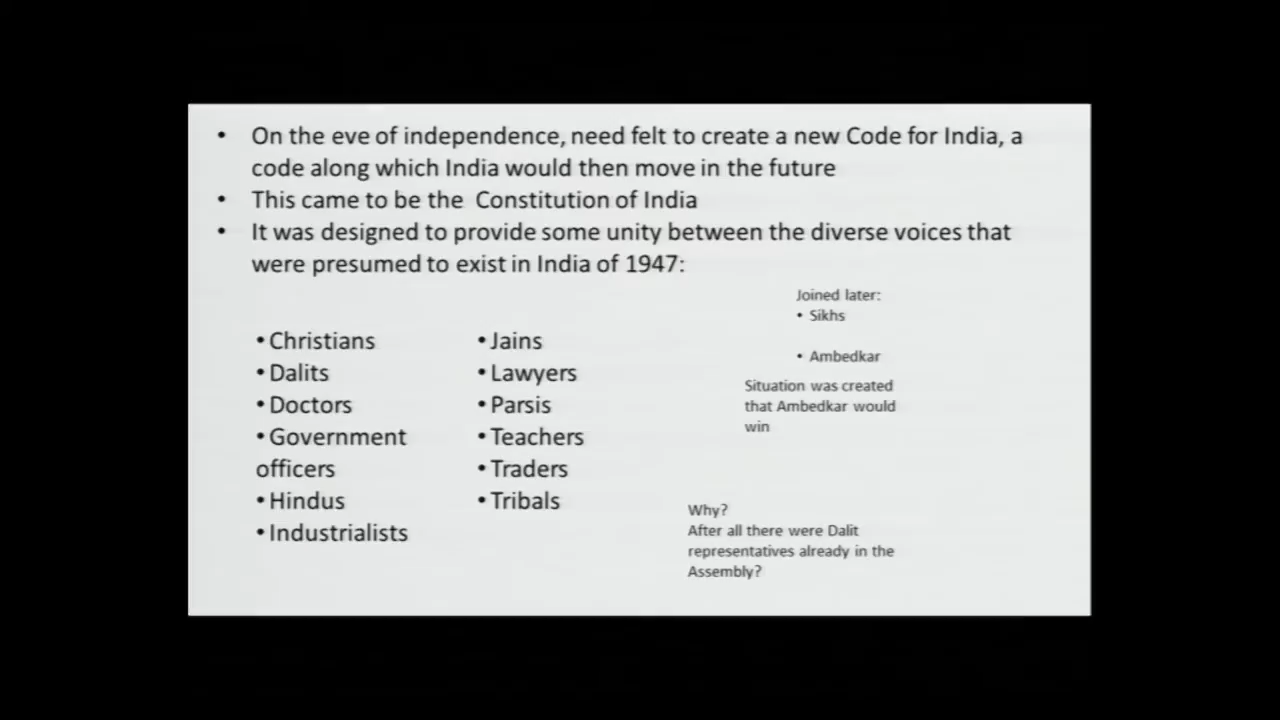 • On the eve of independence, need felt to create a new Code for India, a
code along which India would then move in the future
• This came to be the Constitution of India
• It was designed to provide some unity between the diverse voices that
were presumed to exist in India of 1947:
• Christians
• Dalits
• Doctors
• Government
officers
• Hindus
• Industrialists
• Jains
• Lawyers
• Parsis
• Teachers
• Traders
• Tribals
Joined later:
• Sikhs
• Ambedkar
Situation was created
that Ambedkar would
win
Why?
After all there were Dalit
representatives already in the
Assembly?